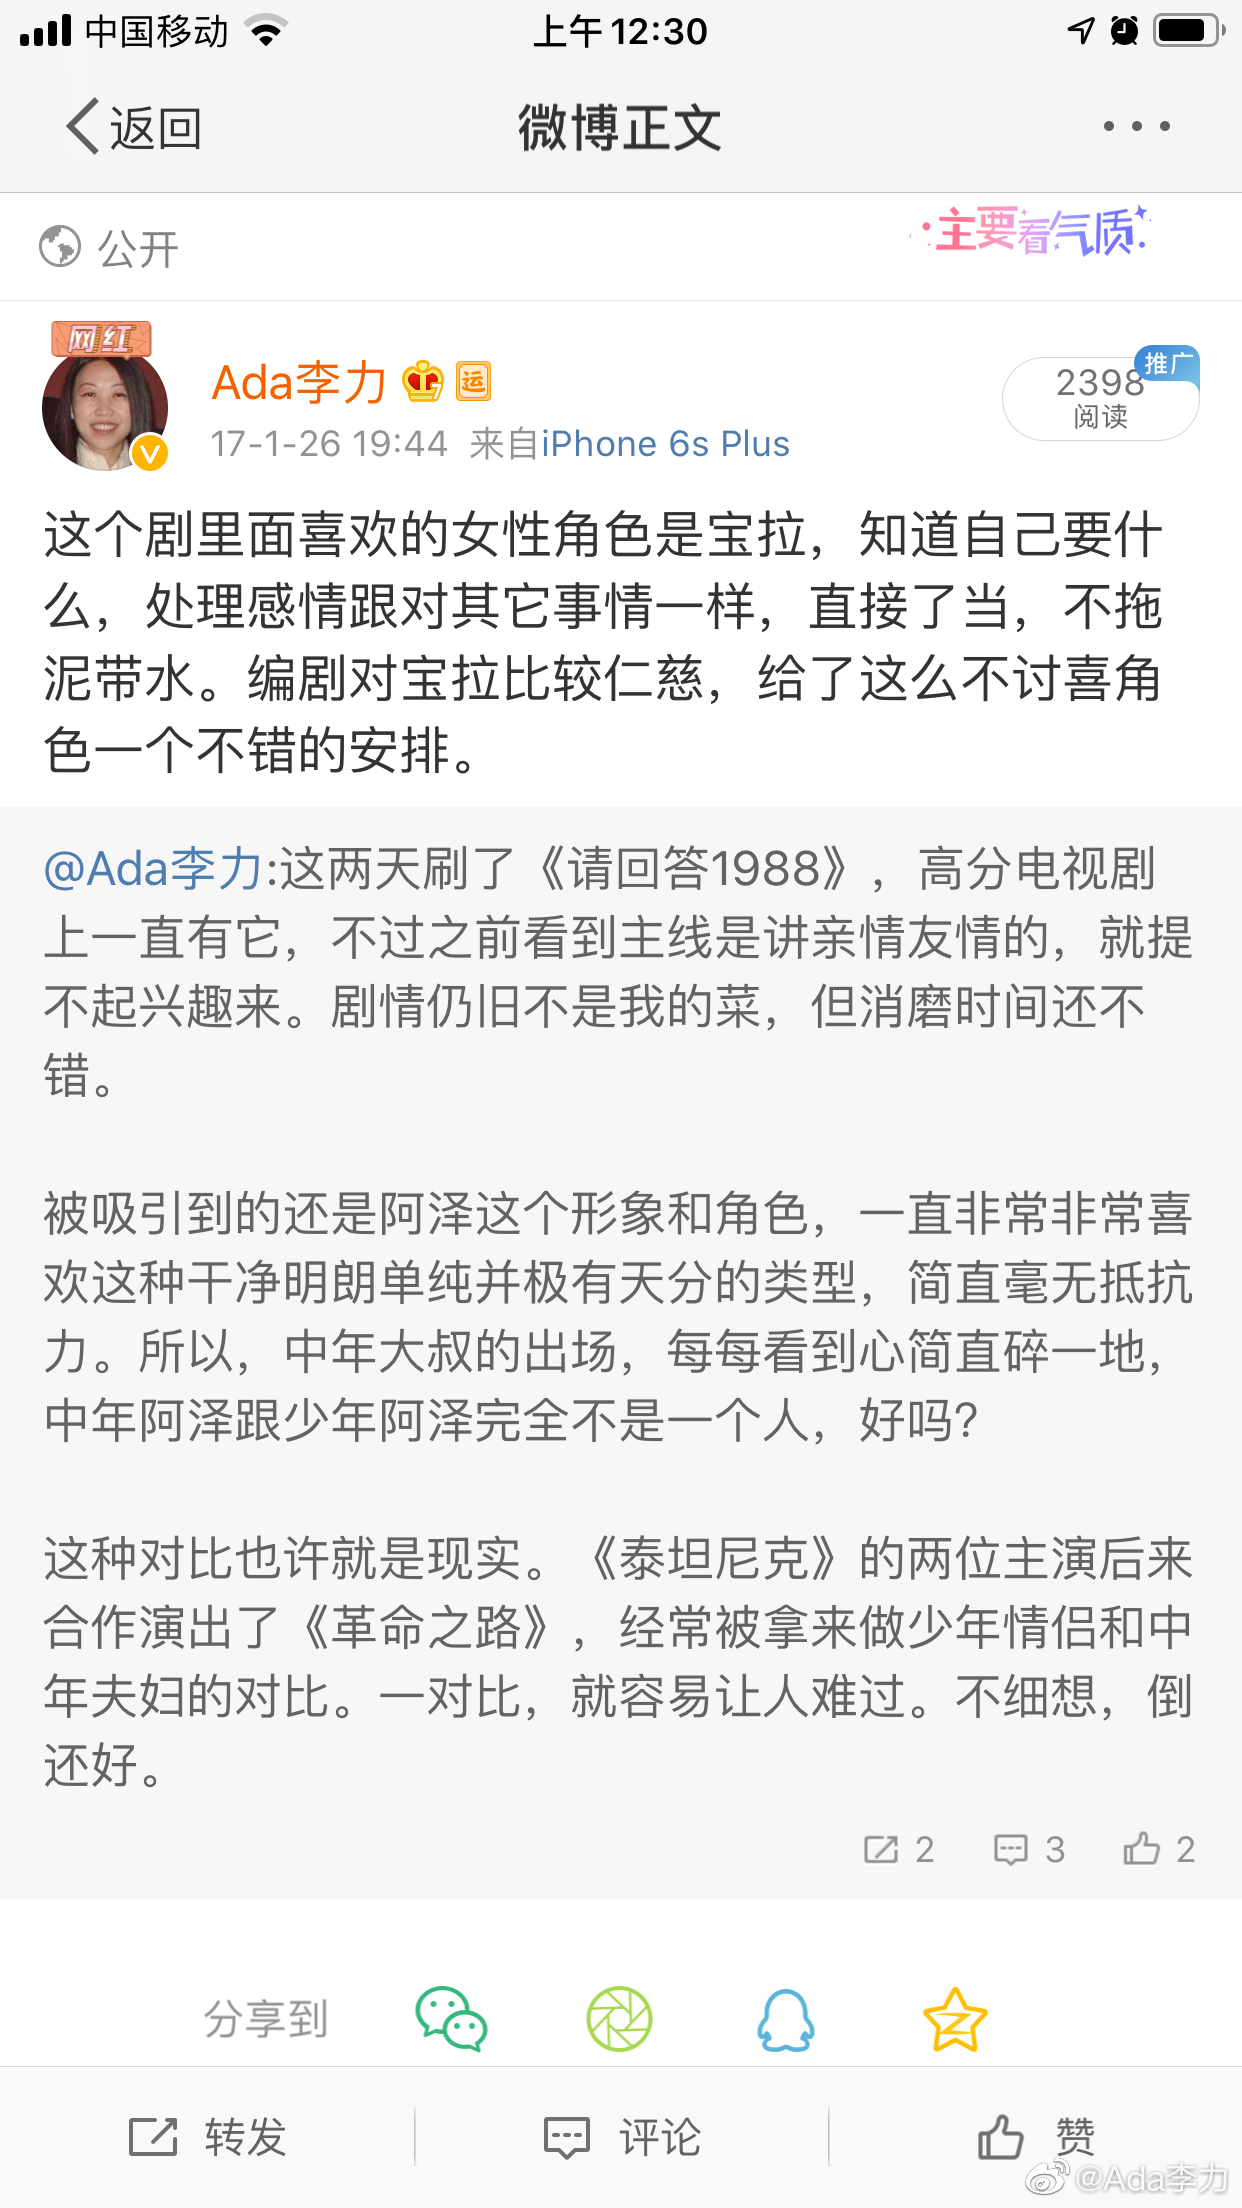 中国移动
上午12:30
返回
微博正文
公开
主要看气质
网红
Ada李力
运
2398
推广
阅读
17-1-26 19:44 来自iPhone 6s Plus
这个剧里面喜欢的女性角色是宝拉，知道自己要什
么，处理感情跟对其它事情一样，直接了当，不拖
泥带水。编剧对宝拉比较仁慈，给了这么不讨喜角
色一个不错的安排。
@Ada李力:这两天刷了《请回答1988》，高分电视剧
上一直有它，不过之前看到主线是讲亲情友情的，就提
不起兴趣来。剧情仍旧不是我的菜，但消磨时间还不
错。
被吸引到的还是阿泽这个形象和角色，一直非常非常喜
欢这种干净明朗单纯并极有天分的类型，简直毫无抵抗
力。所以，中年大叔的出场，每每看到心简直碎一地，
中年阿泽跟少年阿泽完全不是一个人，好吗?
这种对比也许就是现实。《泰坦尼克》的两位主演后来
合作演出了《革命之路》，经常被拿来做少年情侣和中
年夫妇的对比。一对比，就容易让人难过。不细想，倒
还好。
2 3 2
分享到
转发 评论 赞
@Ada李力